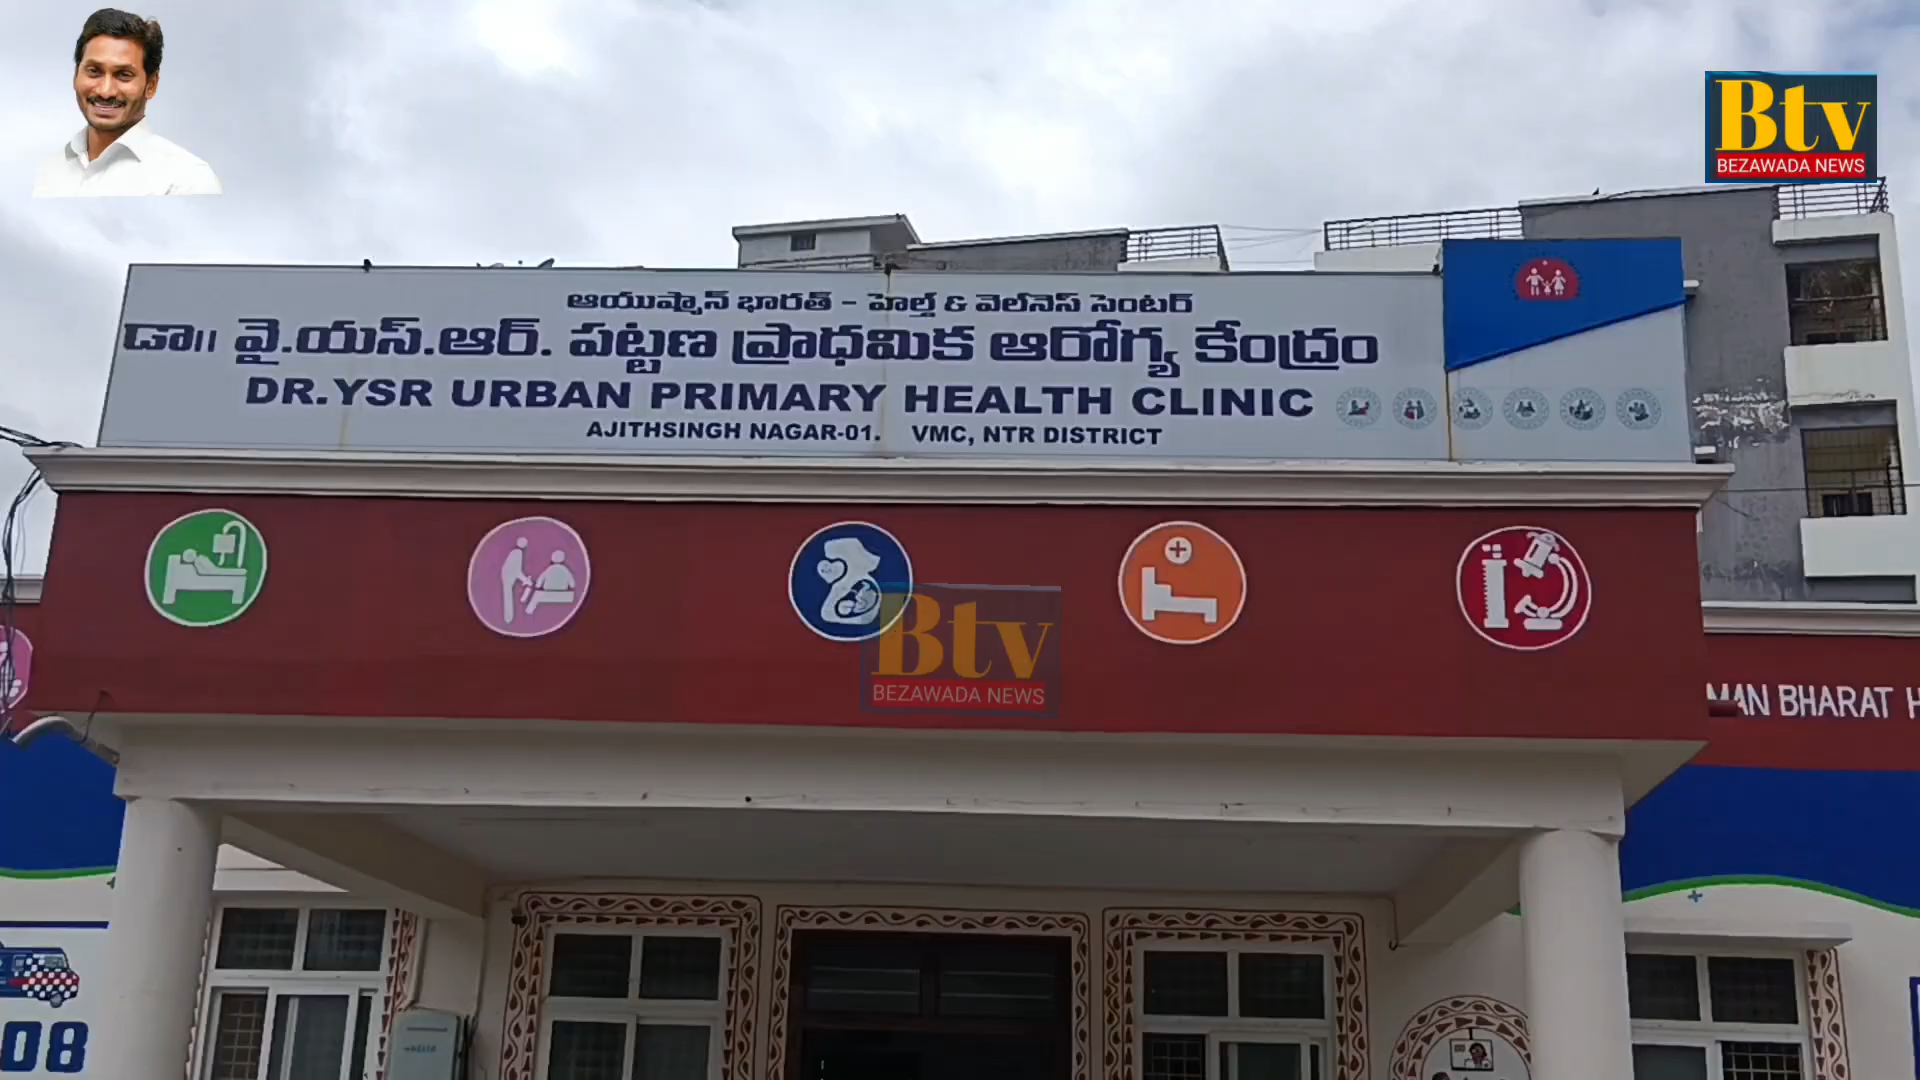 Btv
BEZAWADA NEWS
ఆయుష్మాన్ భారత్ - హెల్త్ & వెల్‌నెస్ సెంటర్
డా॥ వై.యస్.ఆర్. పట్టణ ప్రాధమిక ఆరోగ్య కేంద్రం
DR.YSR URBAN PRIMARY HEALTH CLINIC
AJITHSINGH NAGAR-01. VMC, NTR DISTRICT
Btv
BEZAWADA NEWS
MAN BHARAT H
08